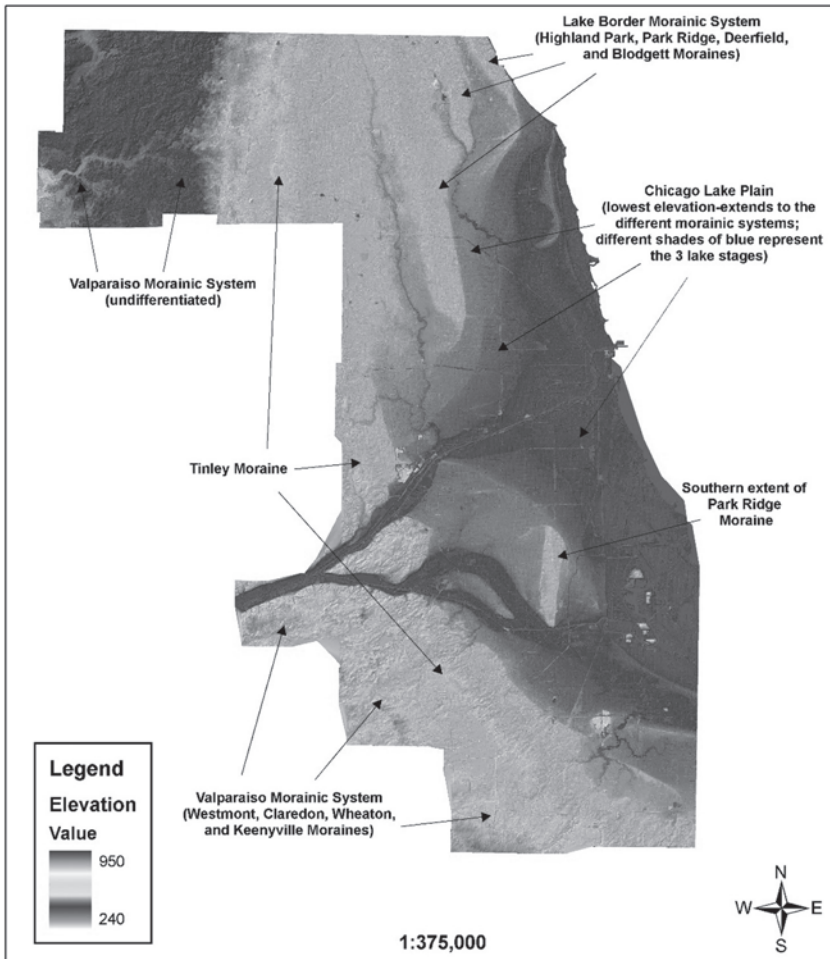 Lake Border Morainic System
(Highland Park, Park Ridge, Deerfield,
and Blodgett Moraines)
Chicago Lake Plain
(lowest elevation-extends to the
different morainic systems;
different shades of blue represent
the 3 lake stages)
Valparaiso Morainic System
(undifferentiated)
Tinley Moraine
Southern extent of
Park Ridge
Moraine
Valparaiso Morainic System
(Westmont, Claredon, Wheaton,
and Keenyville Moraines)
Legend
Elevation
Value
950
240
1:375,000
N
W
E
S